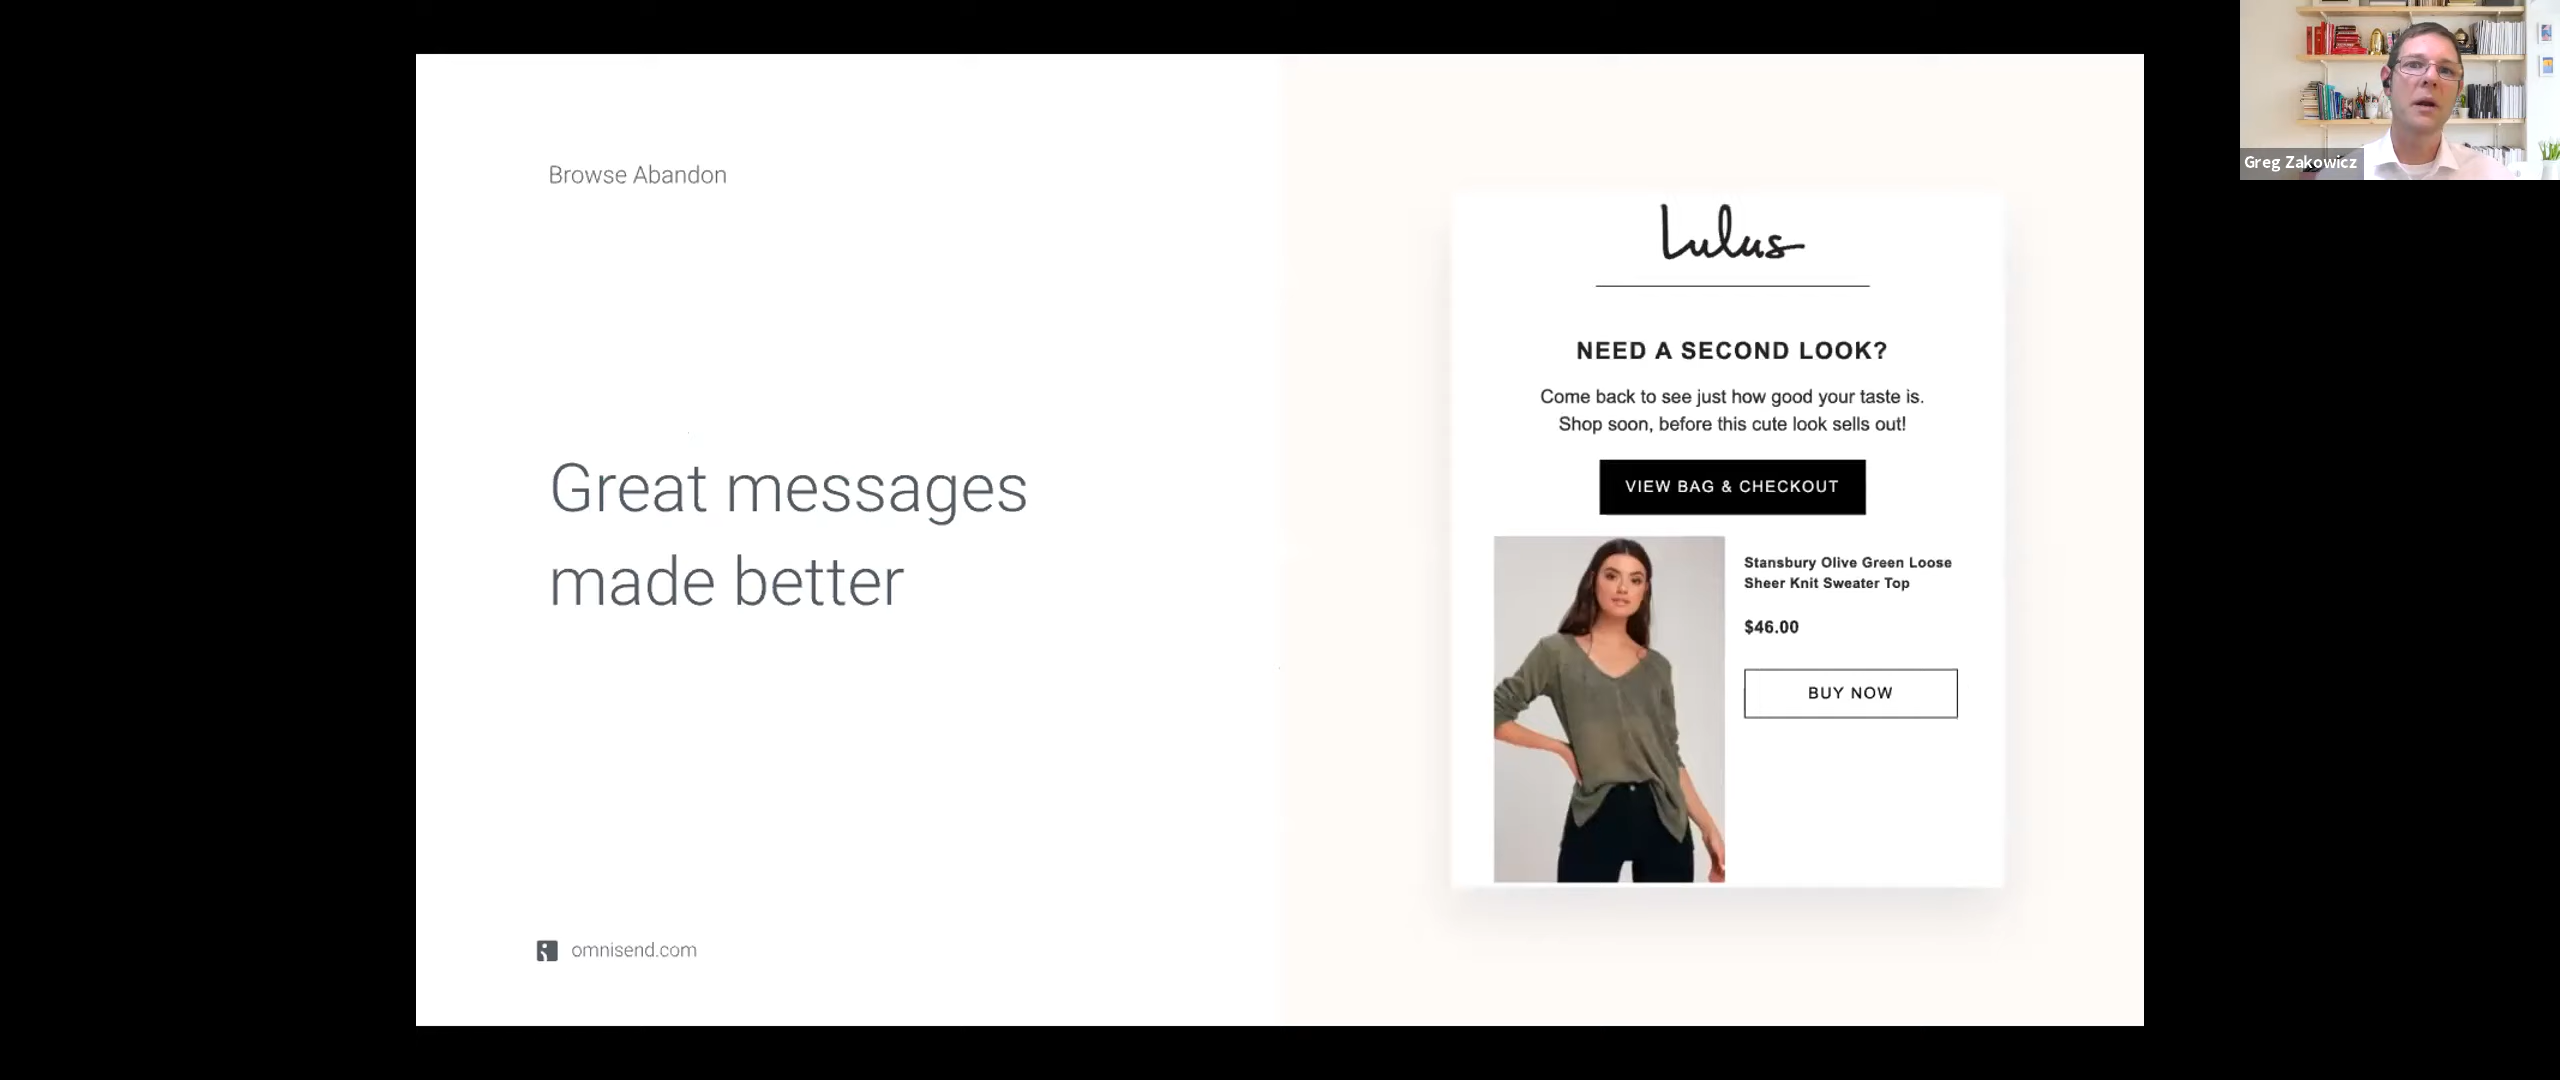 Browse Abandon
Great messages
made better
omnisend.com
Lulus
NEED A SECOND LOOK?
Come back to see just how good your taste is.
Shop soon, before this cute look sells out!
VIEW BAG & CHECKOUT
Stansbury Olive Green Loose
Sheer Knit Sweater Top
$46.00
BUY NOW
Greg Zakowicz